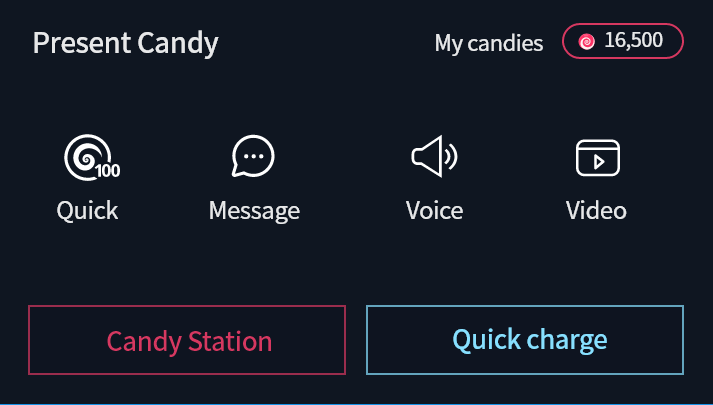 Present Candy
My candies 16,500
100
Quick Message Voice Video
Candy Station Quick charge